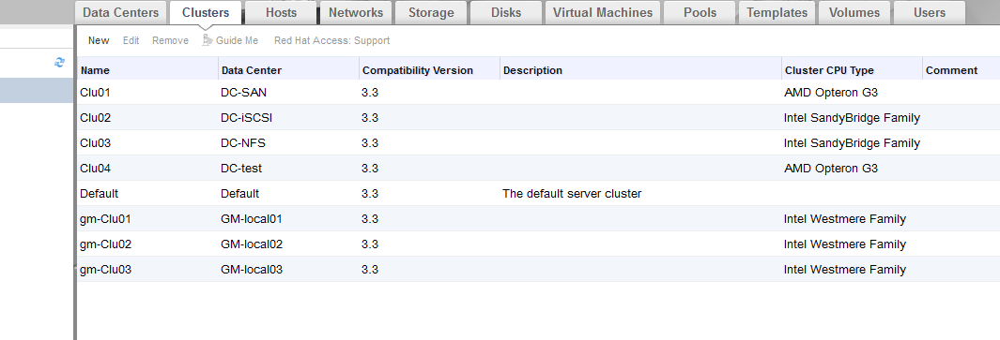 Data Centers Clusters Hosts Networks Storage Disks Virtual Machines Pools Templates Volumes Users
New Edit Remove Guide Me Red Hat Access: Support
Name Data Center Compatibility Version Description Cluster CPU Type Comment
Clu01 DC-SAN 3.3 AMD Opteron G3
Clu02 DC-iSCSI 3.3 Intel SandyBridge Family
Clu03 DC-NFS 3.3 Intel SandyBridge Family
Clu04 DC-test 3.3 AMD Opteron G3
Default Default 3.3 The default server cluster
gm-Clu01 GM-local01 3.3 Intel Westmere Family
gm-Clu02 GM-local02 3.3 Intel Westmere Family
gm-Clu03 GM-local03 3.3 Intel Westmere Family